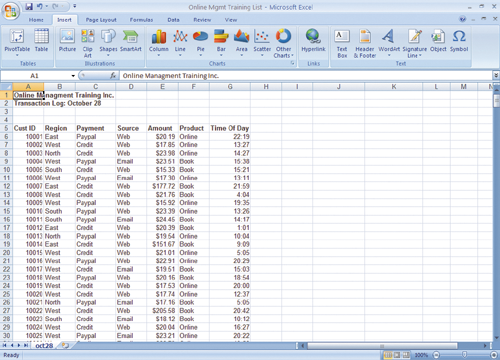 Online Mgmt Training List - Microsoft Excel
Home Insert Page Layout Formulas Data Review View
PivotTable Table Picture Clip Art Shapes SmartArt Column Line Pie Bar Area Scatter Other Charts Hyperlink Text Box Header & Footer WordArt Signature Line Object Symbol
Tables Illustrations Charts Links Text
A1 fx Online Managment Training Inc.
A B C D E F G H I J K L M N
1 Online Managment Training Inc.
2 Transaction Log: October 28
3
4
5 Cust ID Region Payment Source Amount Product Time Of Day
6 10001 East Paypal Web $20.19 Online 22:19
7 10002 West Credit Web $17.85 Online 13:27
8 10003 North Credit Web $23.98 Online 14:27
9 10004 West Paypal Email $23.51 Book 15:38
10 10005 South Credit Web $15.33 Book 15:21
11 10006 West Paypal Email $17.30 Online 13:11
12 10007 East Credit Web $177.72 Book 21:59
13 10008 West Credit Web $21.76 Book 4:04
14 10009 West Paypal Web $15.92 Online 19:35
15 10010 South Paypal Web $23.39 Online 13:26
16 10011 South Paypal Email $24.45 Book 14:17
17 10012 East Credit Web $20.39 Book 1:01
18 10013 North Paypal Web $19.54 Online 10:04
19 10014 East Credit Web $151.67 Book 9:09
20 10015 West Credit Web $21.01 Online 5:05
21 10016 West Paypal Web $22.91 Online 20:29
22 10017 West Credit Email $19.51 Book 15:03
23 10018 South Paypal Web $20.16 Book 18:54
24 10019 West Credit Web $17.53 Online 20:00
25 10020 West Credit Web $17.74 Online 12:37
26 10021 North Paypal Email $17.16 Book 5:05
27 10022 West Credit Web $205.58 Book 20:42
28 10023 South Credit Email $18.12 Book 10:12
29 10024 West Credit Web $20.04 Online 16:27
30 10025 West Paypal Email $23.21 Online 20:22
oct28
Ready 100%